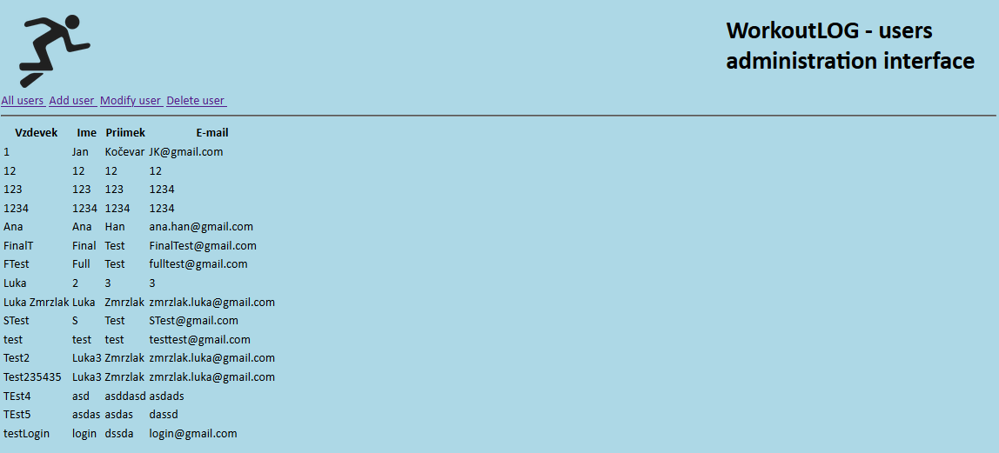 WorkoutLOG - users
administration interface
All users Add user Modify user Delete user
Vzdevek Ime Priimek E-mail
1 Jan Kočevar JK@gmail.com
12 12 12 12
123 123 123 1234
1234 1234 1234 1234
Ana Ana Han ana.han@gmail.com
FinalT Final Test FinalTest@gmail.com
FTest Full Test fulltest@gmail.com
Luka 2 3 3
Luka Zmrzlak Luka Zmrzlak zmrzlak.luka@gmail.com
STest S Test STest@gmail.com
test test test testtest@gmail.com
Test2 Luka3 Zmrzlak zmrzlak.luka@gmail.com
Test235435 Luka3 Zmrzlak zmrzlak.luka@gmail.com
TEst4 asd asddasd asdads
TEst5 asdas asdas dassd
testLogin login dssda login@gmail.com